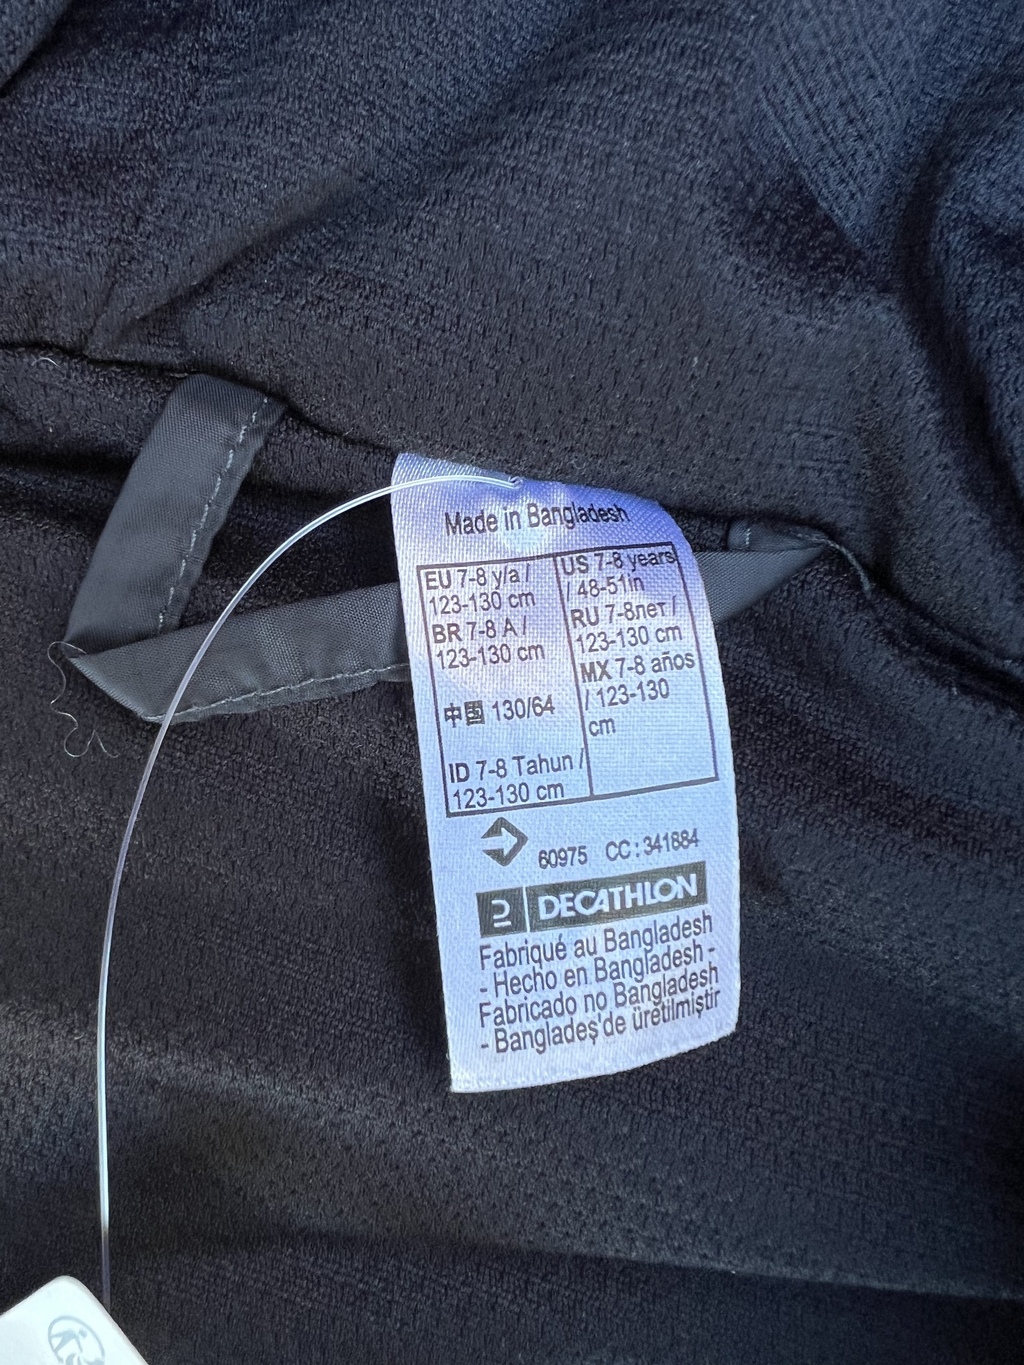 Made in Bangladesh
EU 7-8 y/a /
123-130 cm
BR 7-8 A /
123-130 cm
中国 130/64
ID 7-8 Tahun /
123-130 cm
US 7-8 years
/ 48-51in
RU 7-8лет /
123-130 cm
MX 7-8 años
/ 123-130
cm
60975 CC : 341884
DECATHLON
Fabriqué au Bangladesh
- Hecho en Bangladesh -
Fabricado no Bangladesh
- Bangladeş'de üretilmiştir